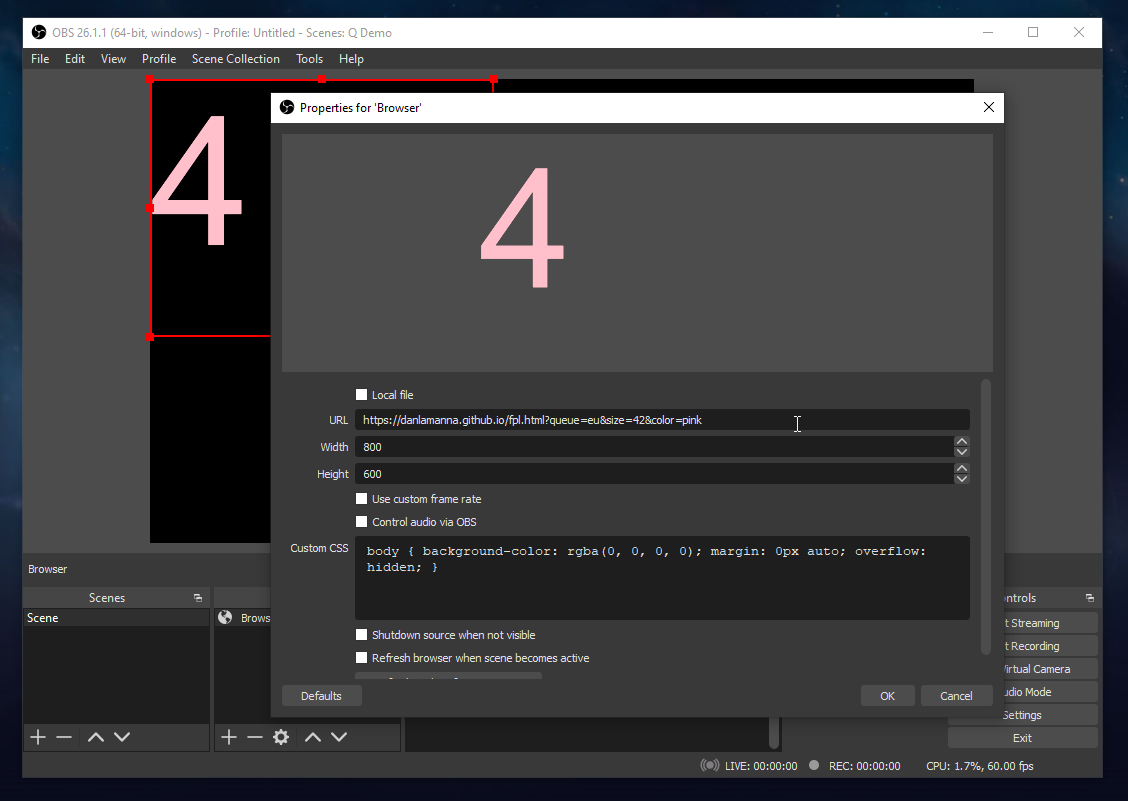 OBS 26.1.1 (64-bit, windows) - Profile: Untitled - Scenes: Q Demo
File Edit View Profile Scene Collection Tools Help
4
Properties for 'Browser'
4
Local file
URL https://danlamanna.github.io/fpl.html?queue=eu&size=42&color=pink
Width 800
Height 600
Use custom frame rate
Control audio via OBS
Custom CSS body { background-color: rgba(0, 0, 0, 0); margin: 0px auto; overflow:
hidden; }
Shutdown source when not visible
Refresh browser when scene becomes active
Defaults OK Cancel
Browser
Scenes
Scene
Brows
ntrols
t Streaming
t Recording
irtual Camera
udio Mode
Settings
Exit
LIVE: 00:00:00 REC: 00:00:00 CPU: 1.7%, 60.00 fps